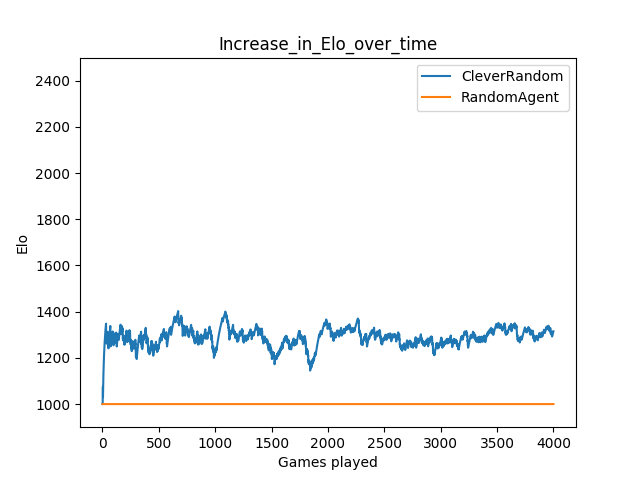 Increase_in_Elo_over_time
CleverRandom
RandomAgent
2400
2200
2000
1800
1600
1400
1200
1000
Elo
0 500 1000 1500 2000 2500 3000 3500 4000
Games played